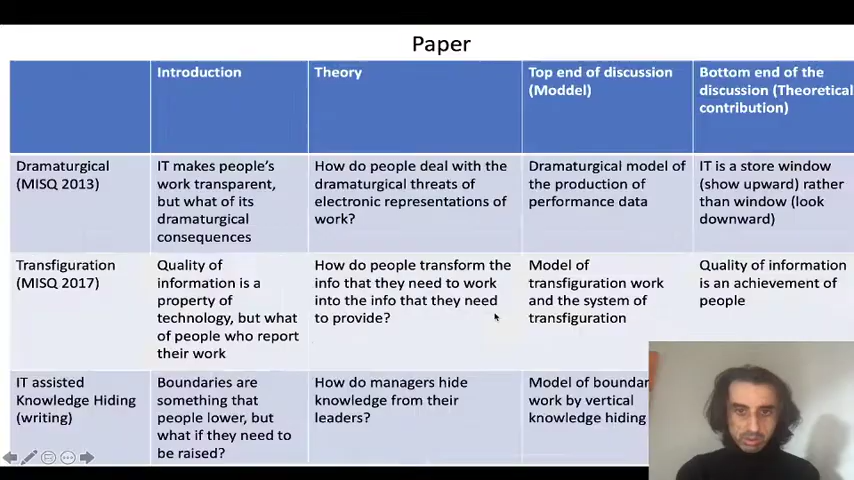 Paper
Introduction
Theory
Top end of discussion
(Moddel)
Bottom end of the
discussion (Theoretical
contribution)
Dramaturgical
(MISQ 2013)
IT makes people's
work transparent,
but what of its
dramaturgical
consequences
How do people deal with the
dramaturgical threats of
electronic representations of
work?
Dramaturgical model of
the production of
performance data
IT is a store window
(show upward) rather
than window (look
downward)
Transfiguration
(MISQ 2017)
Quality of
information is a
property of
technology, but what
of people who report
their work
How do people transform the
info that they need to work
into the info that they need
to provide?
Model of
transfiguration work
and the system of
transfiguration
Quality of information
is an achievement of
people
IT assisted
Knowledge Hiding
(writing)
Boundaries are
something that
people lower, but
what if they need to
be raised?
How do managers hide
knowledge from their
leaders?
Model of boundar
work by vertical
knowledge hiding